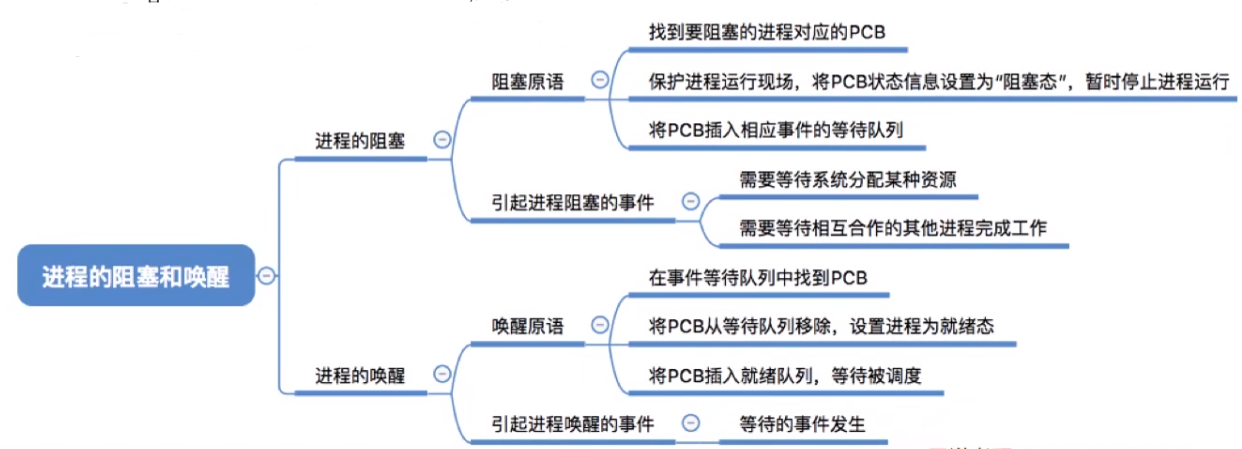 找到要阻塞的进程对应的PCB
阻塞原语
保护进程运行现场，将PCB状态信息设置为“阻塞态”，暂时停止进程运行
将PCB插入相应事件的等待队列
进程的阻塞
需要等待系统分配某种资源
引起进程阻塞的事件
需要等待相互合作的其他进程完成工作
进程的阻塞和唤醒
在事件等待队列中找到PCB
唤醒原语
将PCB从等待队列移除，设置进程为就绪态
将PCB插入就绪队列，等待被调度
进程的唤醒
引起进程唤醒的事件
等待的事件发生